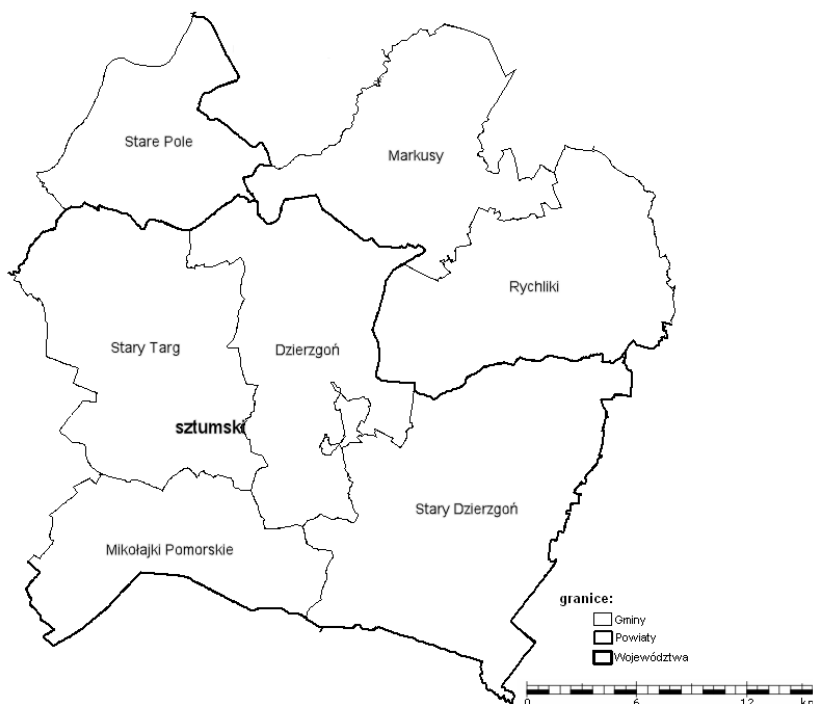 Stare Pole
Markusy
Rychliki
Stary Targ
Dzierzgoń
sztumski
Stary Dzierzgoń
Mikołajki Pomorskie
granice:
Gminy
Powiaty
Województwa
0 6 12 km